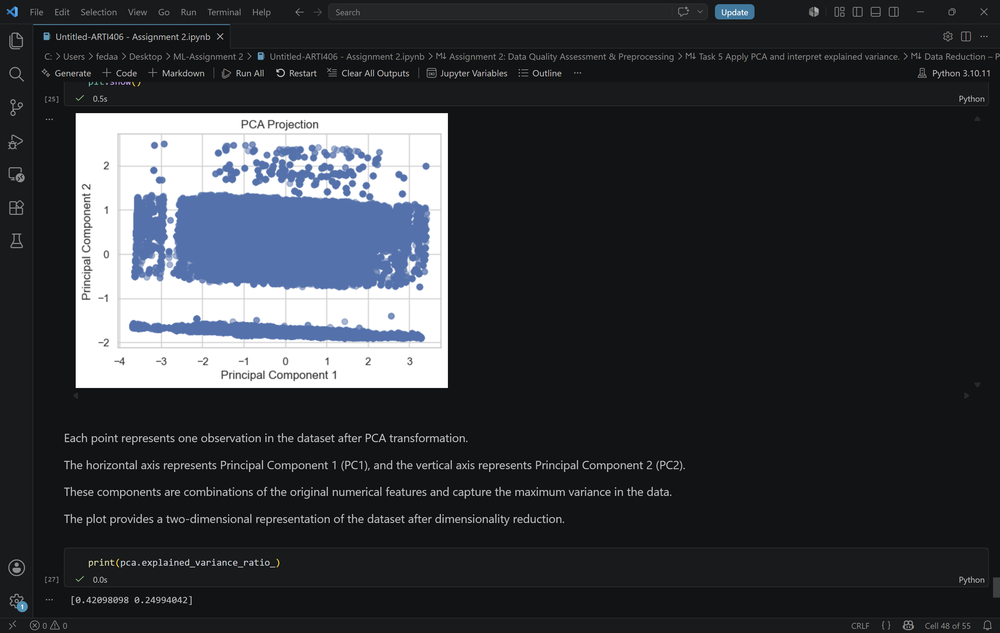 File Edit Selection View Go Run Terminal Help Search Update
Untitled-ARTI406 - Assignment 2.ipynb
C: > Users > fedaa > Desktop > ML-Assignment 2 > Untitled-ARTI406 - Assignment 2.ipynb > M↓ Assignment 2: Data Quality Assessment & Preprocessing > M↓ Task 5 Apply PCA and interpret explained variance. > M↓ Data Reduction – P
Generate + Code + Markdown Run All Restart Clear All Outputs Jupyter Variables Outline ... Python 3.10.11
plt.show()
[25] 0.5s Python
PCA Projection
Principal Component 2
2
1
0
−1
−2
−4 −3 −2 −1 0 1 2 3
Principal Component 1
Each point represents one observation in the dataset after PCA transformation.
The horizontal axis represents Principal Component 1 (PC1), and the vertical axis represents Principal Component 2 (PC2).
These components are combinations of the original numerical features and capture the maximum variance in the data.
The plot provides a two-dimensional representation of the dataset after dimensionality reduction.
print(pca.explained_variance_ratio_)
[27] 0.0s Python
[0.42098098 0.24994042]
1
0 0 CRLF { } Cell 48 of 55